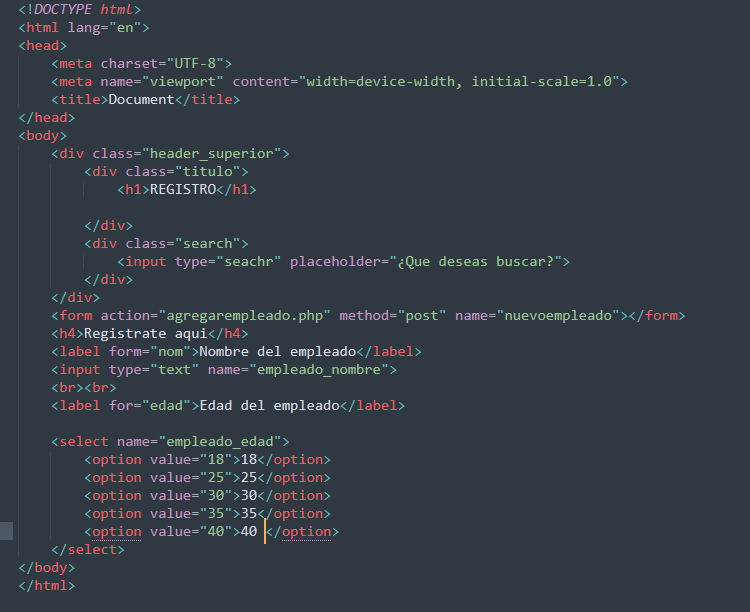 <!DOCTYPE html>
<html lang="en">
<head>
    <meta charset="UTF-8">
    <meta name="viewport" content="width=device-width, initial-scale=1.0">
    <title>Document</title>
</head>
<body>
    <div class="header_superior">
        <div class="titulo">
            <h1>REGISTRO</h1>

        </div>
        <div class="search">
            <input type="seachr" placeholder="¿Que deseas buscar?">
        </div>
    </div>
    <form action="agregarempleado.php" method="post" name="nuevoempleado"></form>
    <h4>Registrate aqui</h4>
    <label form="nom">Nombre del empleado</label>
    <input type="text" name="empleado_nombre">
    <br><br>
    <label for="edad">Edad del empleado</label>

    <select name="empleado_edad">
        <option value="18">18</option>
        <option value="25">25</option>
        <option value="30">30</option>
        <option value="35">35</option>
        <option value="40">40 </option>
    </select>
</body>
</html>